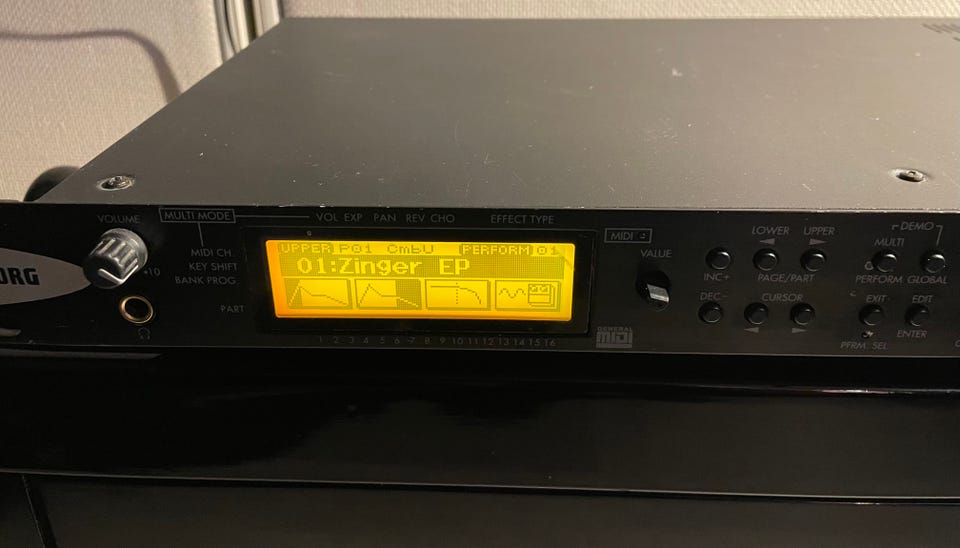 ORG
VOLUME
10
MULTI MODE
VOL EXP PAN REV CHO EFFECT TYPE
MIDI CH.
KEY SHIFT
BANK PROG.
PART
UPPER P01 CmbU PERFORM 01
01:Zinger EP
1 2 3 4 5 6 7 8 9 10 11 12 13 14 15 16
GENERAL
MIDI
MIDI
VALUE
LOWER UPPER
INC+ PAGE/PART
DEC- CURSOR
DEMO
MULTI
PERFORM GLOBAL
EXIT EDIT
ENTER
PFRM SEL